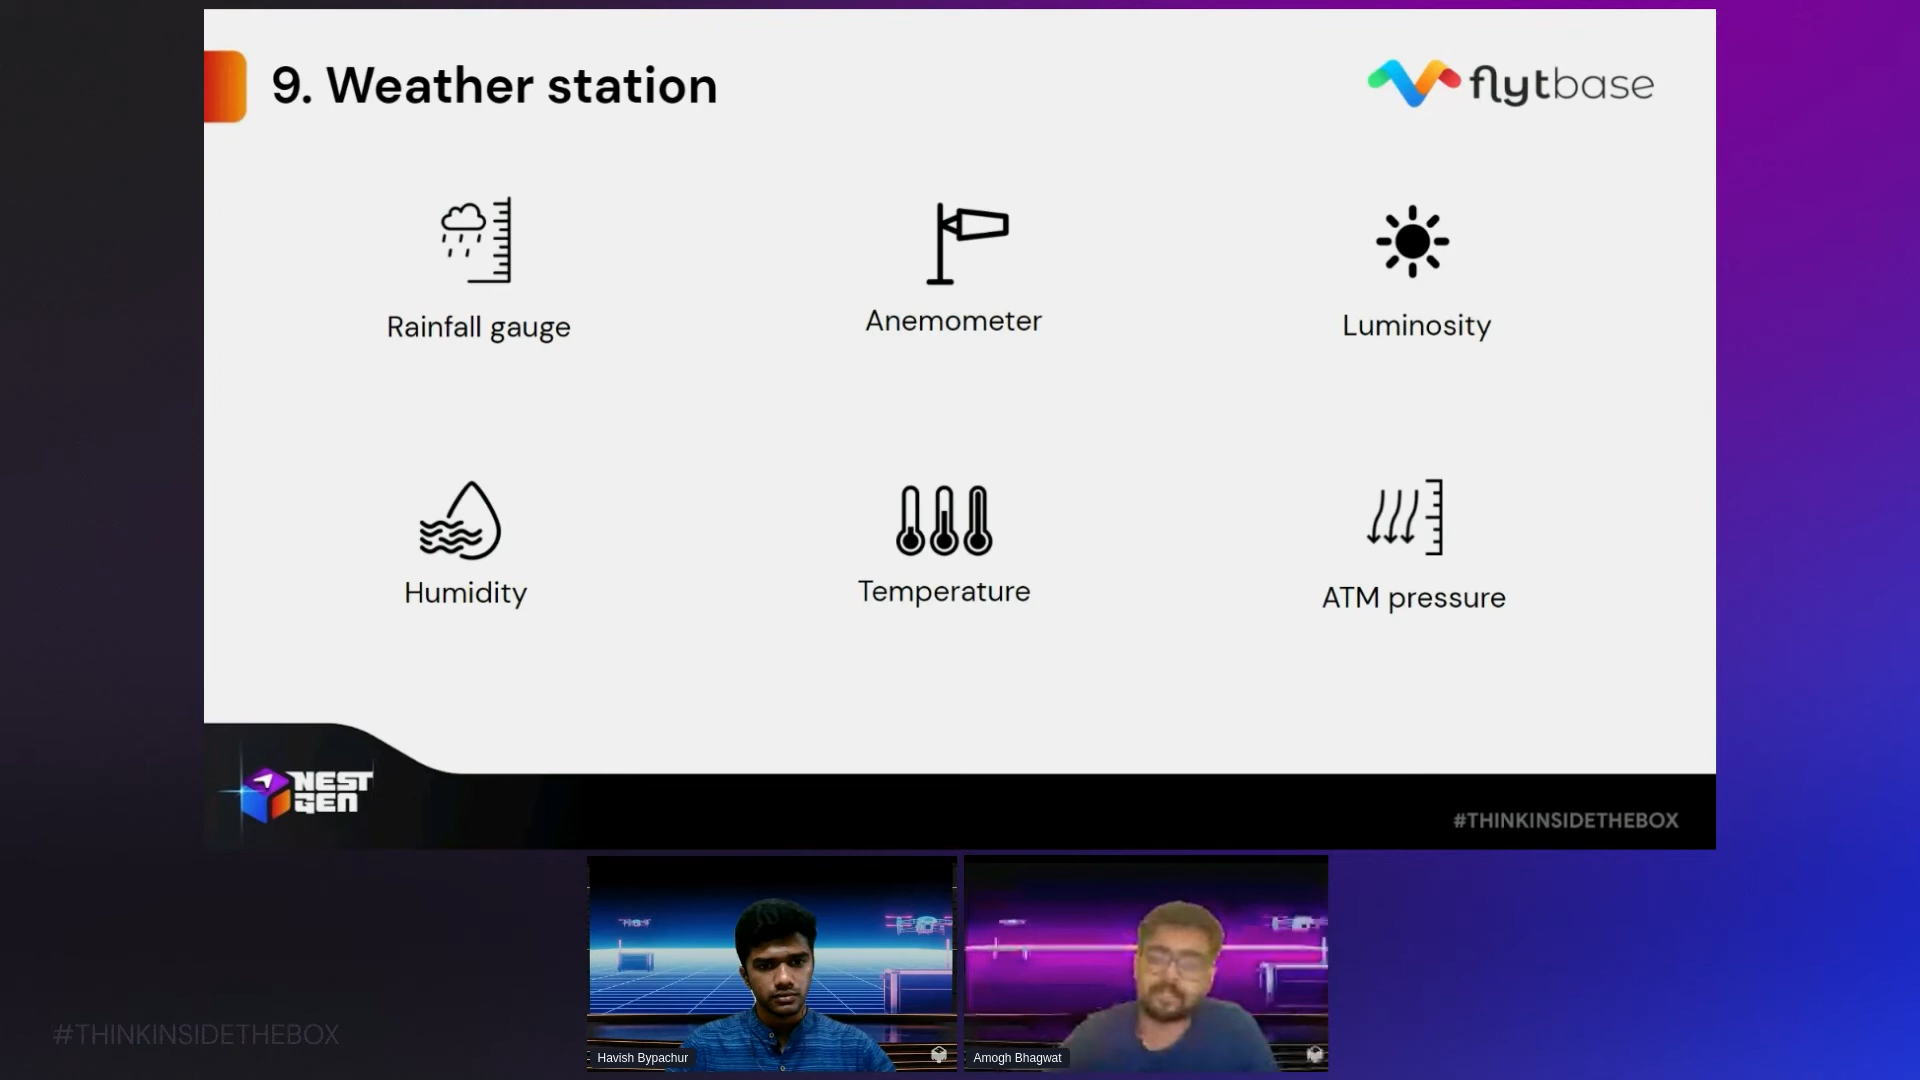 9. Weather station
flytbase
Rainfall gauge
Anemometer
Luminosity
Humidity
Temperature
ATM pressure
NEST
GEN
#THINKINSIDETHEBOX
Havish Bypachur
Amogh Bhagwat
#THINKINSIDETHEBOX